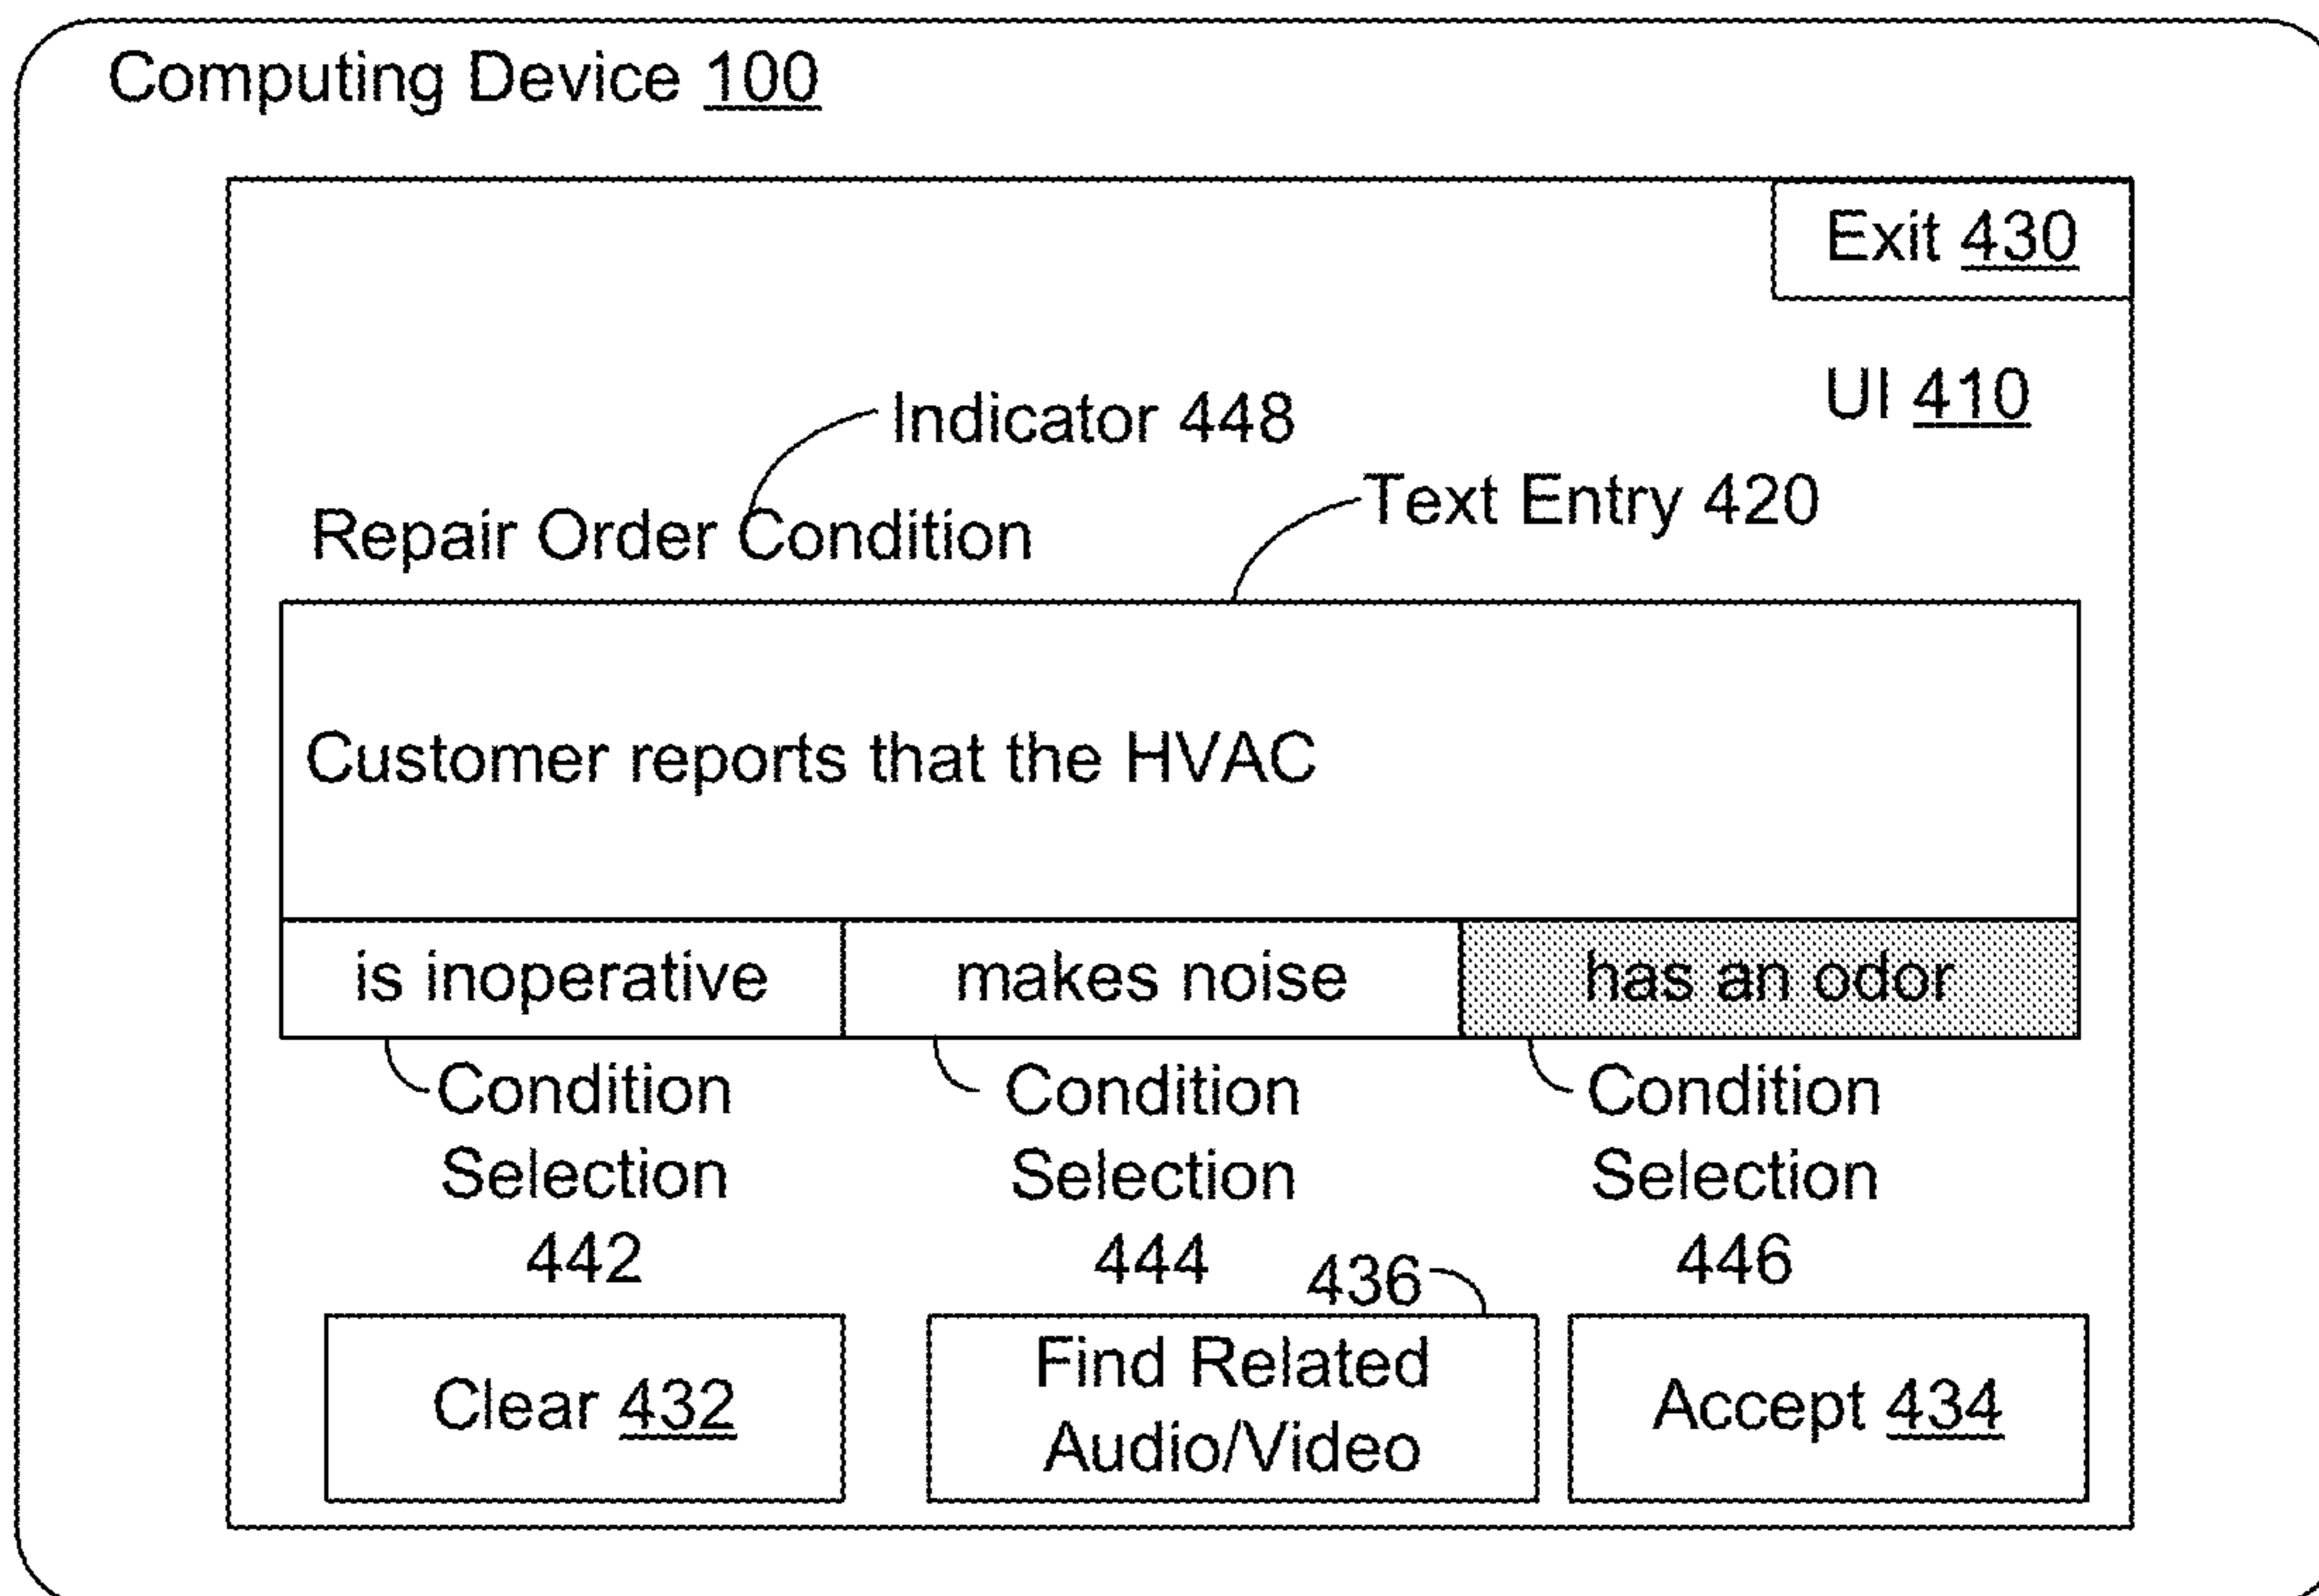 Computing Device 100
Exit 430
UI 410
Indicator 448
Text Entry 420
Repair Order Condition
Customer reports that the HVAC
is inoperative
makes noise
has an odor
Condition
Selection
442
Condition
Selection
444
Condition
Selection
446
436
Clear 432
Find Related
Audio/Video
Accept 434